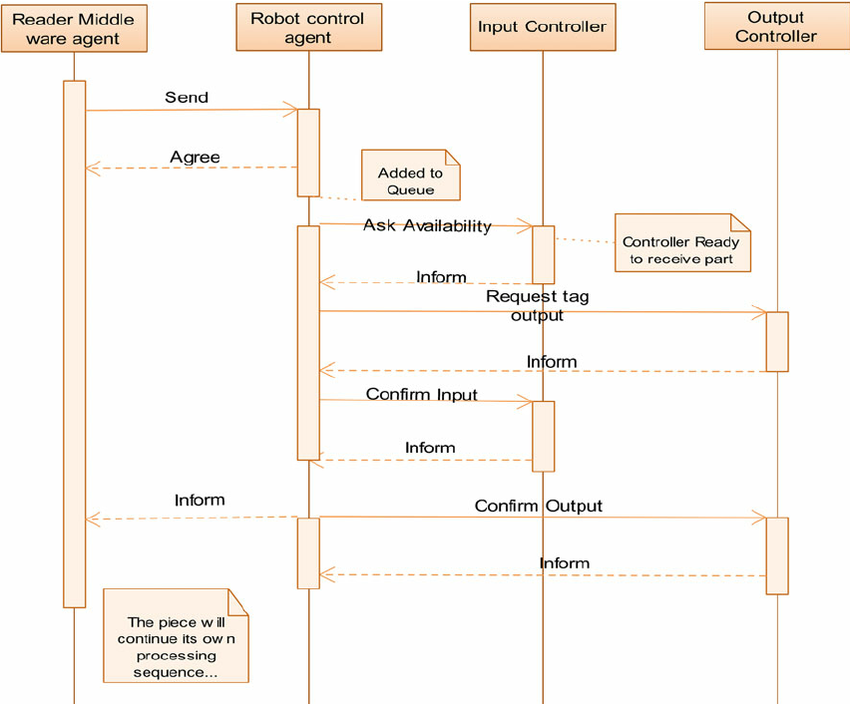 Reader Middle
ware agent
Robot control
agent
Input Controller
Output
Controller
Send
Agree
Added to
Queue
Ask Availability
Controller Ready
to receive part
Inform
Request tag
output
Inform
Confirm Input
Inform
Inform
Confirm Output
Inform
The piece will
continue its own
processing
sequence...